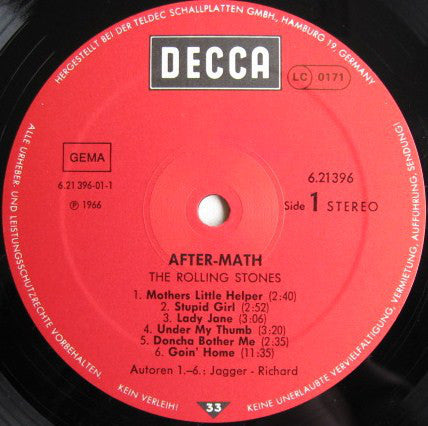 HERGESTELLT BEI DER TELDEC SCHALLPLATTEN GMBH., HAMBURG 19, GERMANY
DECCA
LC 0171
GEMA
6.21 396-01-1
℗ 1966
6.21396
Side 1 STEREO
AFTER-MATH
THE ROLLING STONES
1. Mothers Little Helper (2:40)
2. Stupid Girl (2:52)
3. Lady Jane (3:06)
4. Under My Thumb (3:20)
5. Doncha Bother Me (2.35)
6. Goin' Home (11:35)
Autoren 1.–6.: Jagger - Richard
33
ALLE URHEBER- UND LEISTUNGSSCHUTZRECHTE VORBEHALTEN
KEIN VERLEIH!
KEINE UNERLAUBTE VERVIELFÄLTIGUNG, VERMIETUNG, AUFFÜHRUNG, SENDUNG!